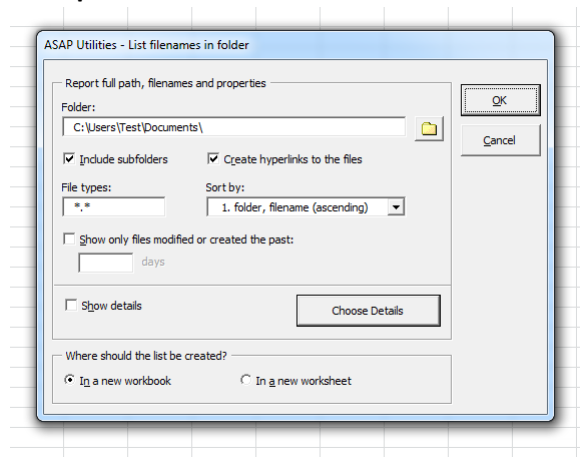 ASAP Utilities - List filenames in folder
Report full path, filenames and properties
Folder:
C:\Users\Test\Documents\
OK
Cancel
Include subfolders
Create hyperlinks to the files
File types:
Sort by:
*.*
1. folder, filename (ascending)
Show only files modified or created the past:
days
Show details
Choose Details
Where should the list be created?
In a new workbook
In a new worksheet